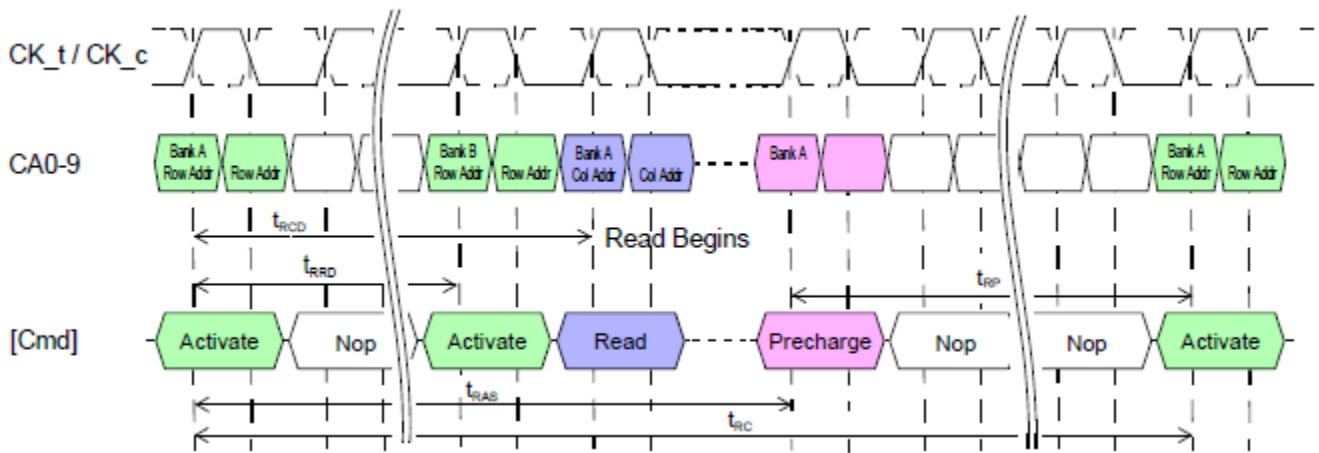 CK_t / CK_c
CA0-9
Bank A
Row Addr
Row Addr
Bank B
Row Addr
Row Addr
Bank A
Col Addr
Col Addr
Bank A
Bank A
Row Addr
Row Addr
tRCD
Read Begins
tRRD
tRP
[Cmd]
Activate
Nop
Activate
Read
Precharge
Nop
Nop
Activate
tRAS
tRC